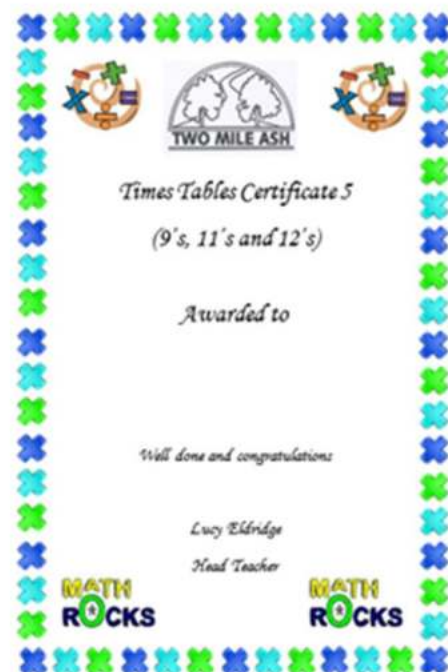 TWO MILE ASH
Times Tables Certificate 5
(9's, 11's and 12's)
Awarded to
Well done and congratulations
Lucy Eldridge
Head Teacher
MATH
ROCKS
MATH
ROCKS